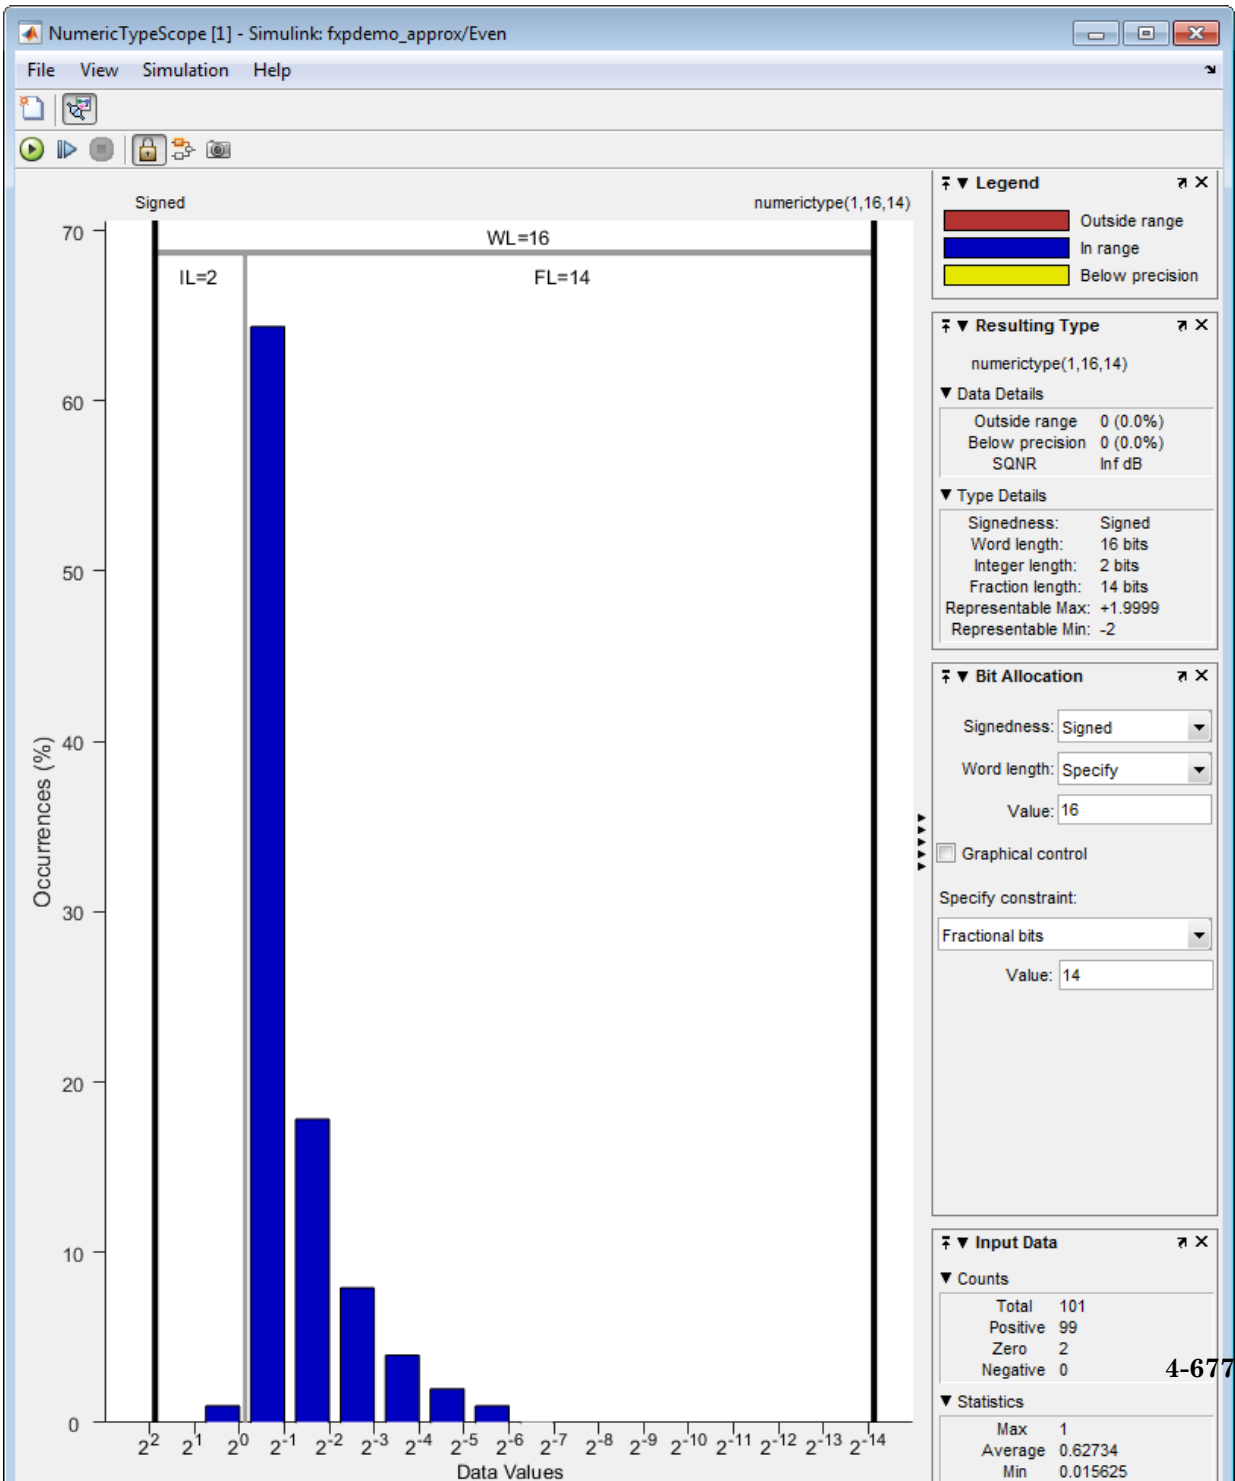 NumericTypeScope [1] - Simulink: fxpdemo_approx/Even
File View Simulation Help
Signed numerictype(1,16,14)
WL=16
IL=2 FL=14
70
60
50
40
30
20
10
0
Occurrences (%)
2^2 2^1 2^0 2^-1 2^-2 2^-3 2^-4 2^-5 2^-6 2^-7 2^-8 2^-9 2^-10 2^-11 2^-12 2^-13 2^-14
Data Values
Legend
Outside range
In range
Below precision
Resulting Type
numerictype(1,16,14)
Data Details
Outside range 0 (0.0%)
Below precision 0 (0.0%)
SQNR Inf dB
Type Details
Signedness: Signed
Word length: 16 bits
Integer length: 2 bits
Fraction length: 14 bits
Representable Max: +1.9999
Representable Min: -2
Bit Allocation
Signedness: Signed
Word length: Specify
Value: 16
Graphical control
Specify constraint:
Fractional bits
Value: 14
Input Data
Counts
Total 101
Positive 99
Zero 2
Negative 0
4-677
Statistics
Max 1
Average 0.62734
Min 0.015625